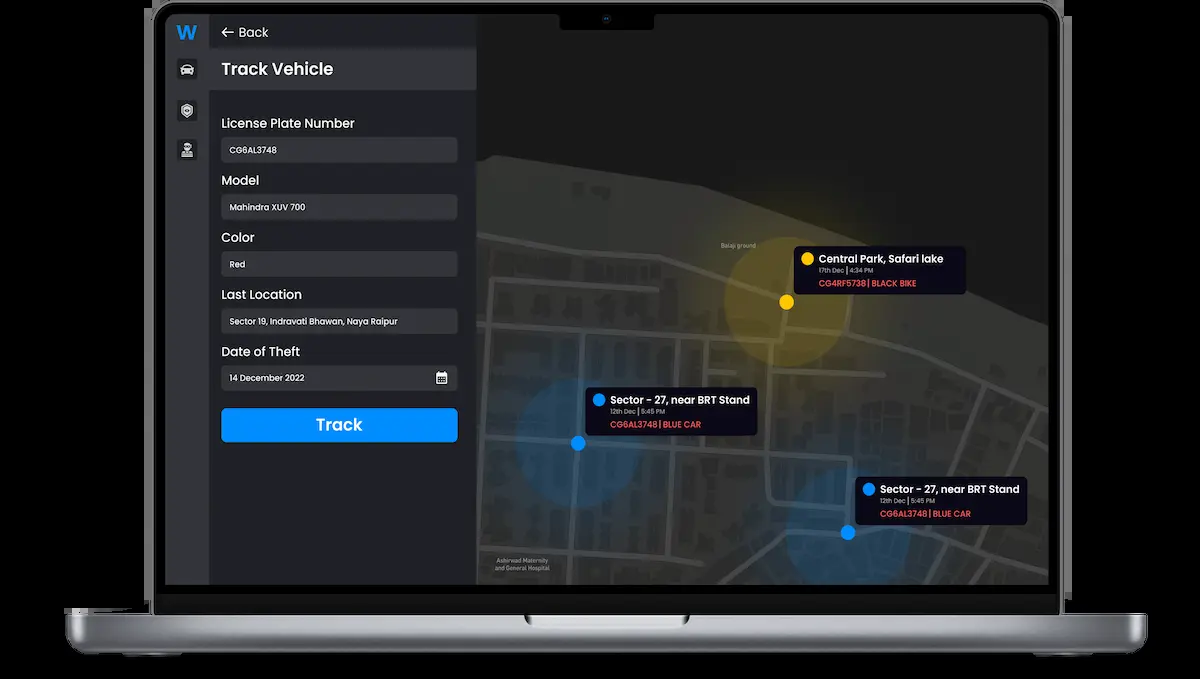 W
← Back
Track Vehicle
License Plate Number
CG6AL3748
Model
Mahindra XUV 700
Color
Red
Last Location
Sector 19, Indravati Bhawan, Naya Raipur
Date of Theft
14 December 2022
Track
Balaji ground
Central Park, Safari lake
17th Dec | 4:34 PM
CG4RF5738 | BLACK BIKE
Sector - 27, near BRT Stand
12th Dec | 5:45 PM
CG6AL3748 | BLUE CAR
Sector - 27, near BRT Stand
12th Dec | 5:45 PM
CG6AL3748 | BLUE CAR
Ashirwad Maternity
and General Hospital